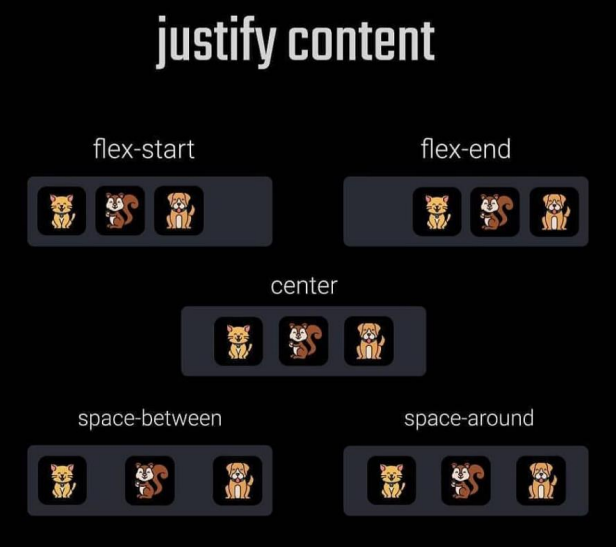 justify content
flex-start
flex-end
center
space-between
space-around